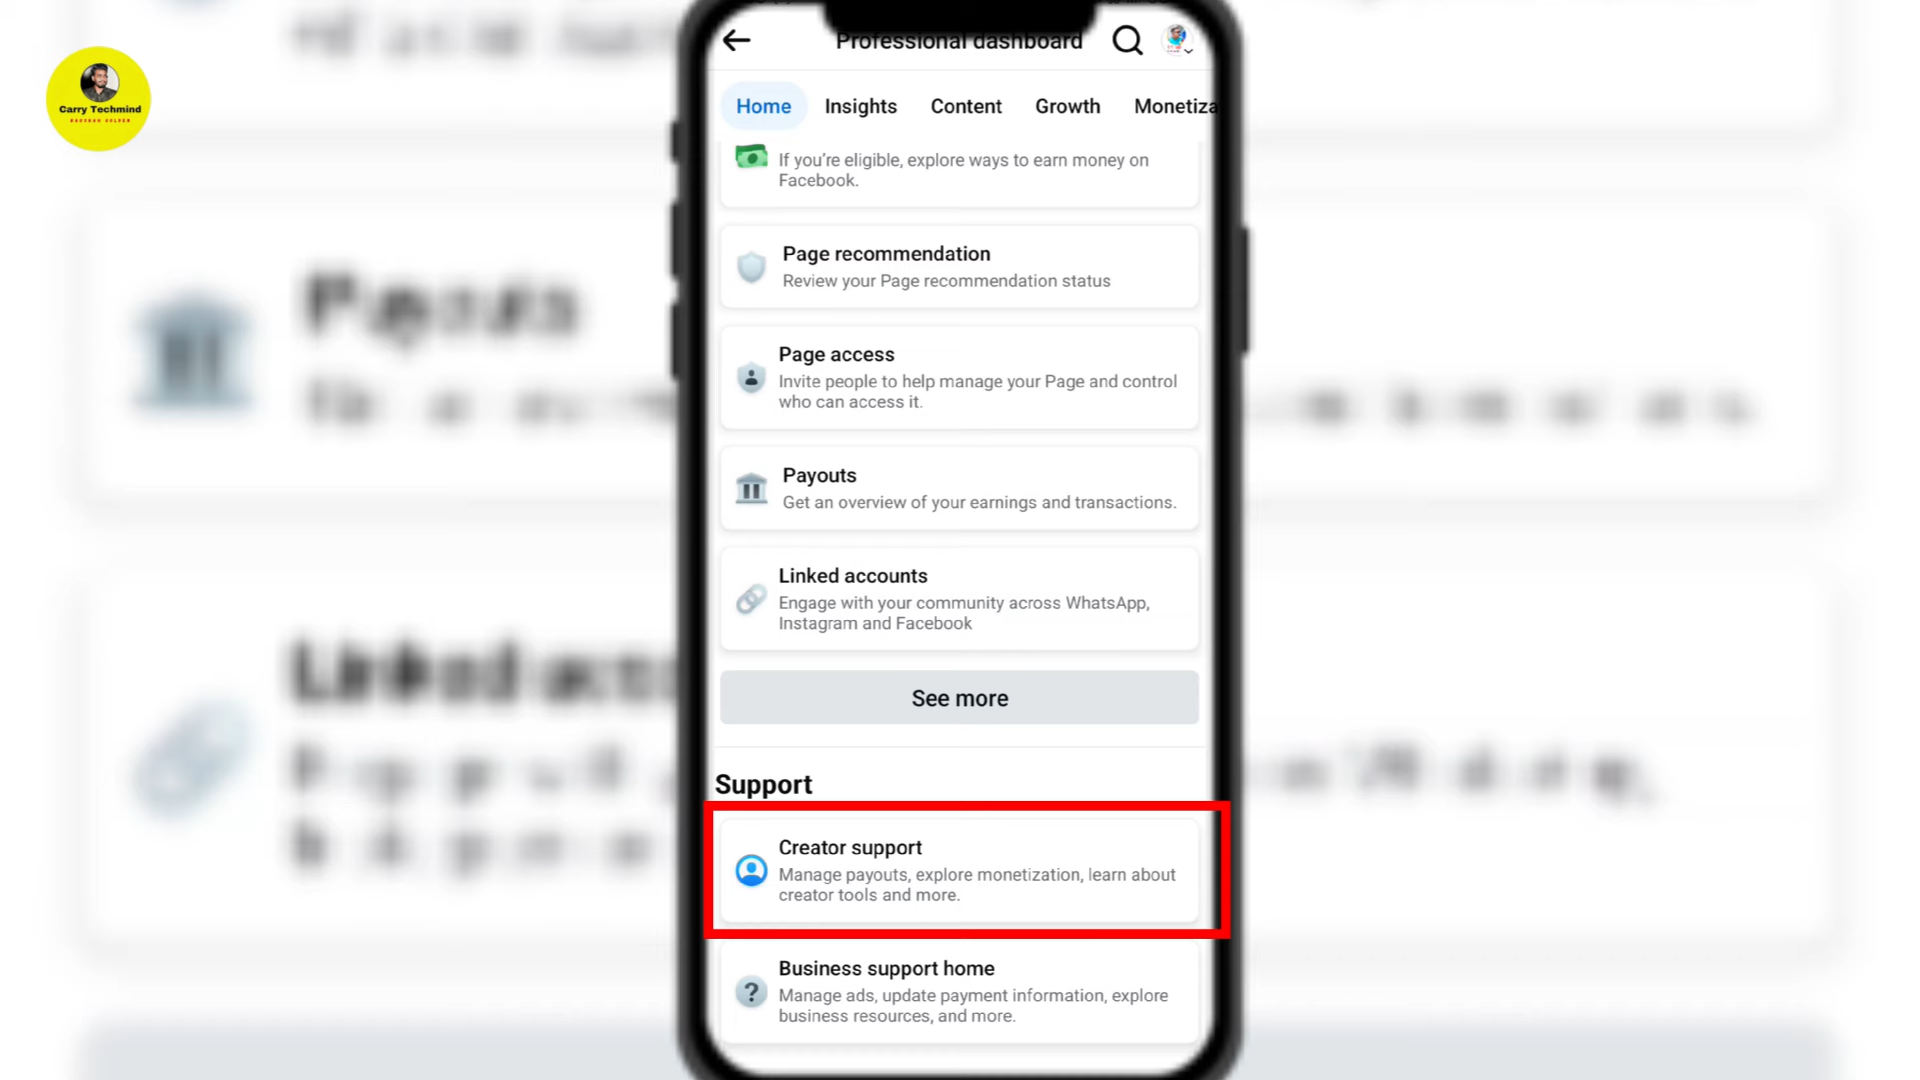 Carry Techmind
Professional dashboard
Home
Insights
Content
Growth
Monetiza
If you're eligible, explore ways to earn money on
Facebook.
Page recommendation
Review your Page recommendation status
Page access
Invite people to help manage your Page and control
who can access it.
Payouts
Get an overview of your earnings and transactions.
Linked accounts
Engage with your community across WhatsApp,
Instagram and Facebook
See more
Support
Creator support
Manage payouts, explore monetization, learn about
creator tools and more.
Business support home
Manage ads, update payment information, explore
business resources, and more.
Payouts